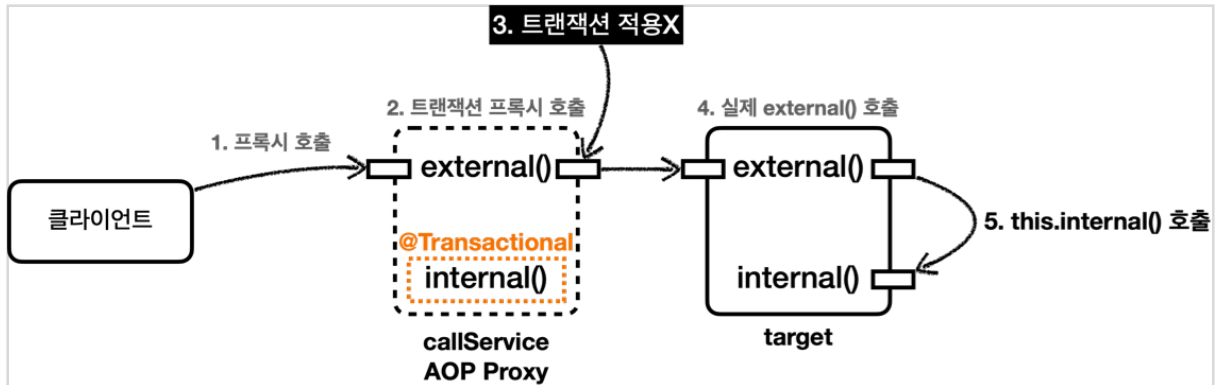 3. 트랜잭션 적용X
2. 트랜잭션 프록시 호출
4. 실제 external() 호출
1. 프록시 호출
external()
external()
클라이언트
5. this.internal() 호출
@Transactional
internal()
internal()
callService
AOP Proxy
target